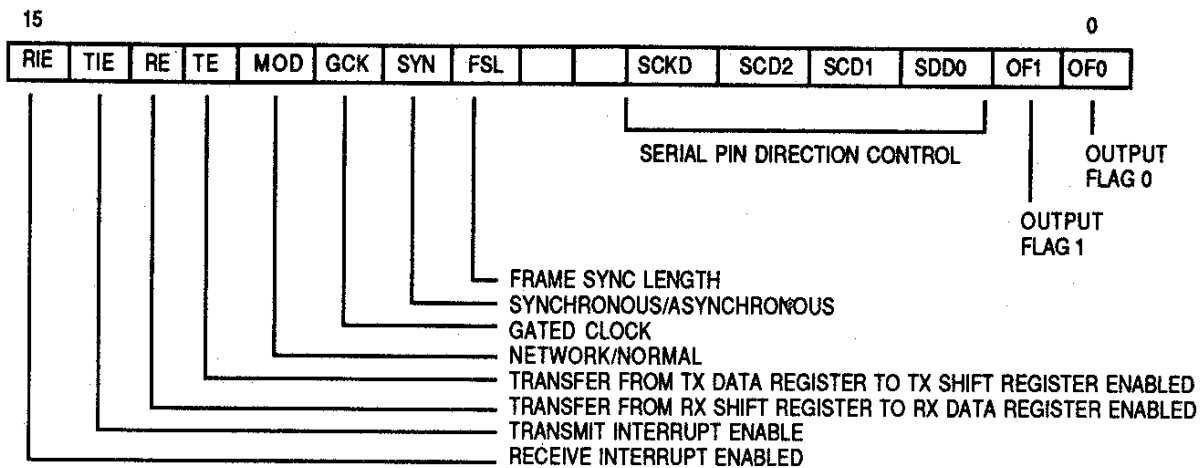 15 0
RIE TIE RE TE MOD GCK SYN FSL SCKD SCD2 SCD1 SDD0 OF1 OF0
SERIAL PIN DIRECTION CONTROL
OUTPUT
FLAG 0
OUTPUT
FLAG 1
FRAME SYNC LENGTH
SYNCHRONOUS/ASYNCHRONOUS
GATED CLOCK
NETWORK/NORMAL
TRANSFER FROM TX DATA REGISTER TO TX SHIFT REGISTER ENABLED
TRANSFER FROM RX SHIFT REGISTER TO RX DATA REGISTER ENABLED
TRANSMIT INTERRUPT ENABLE
RECEIVE INTERRUPT ENABLED